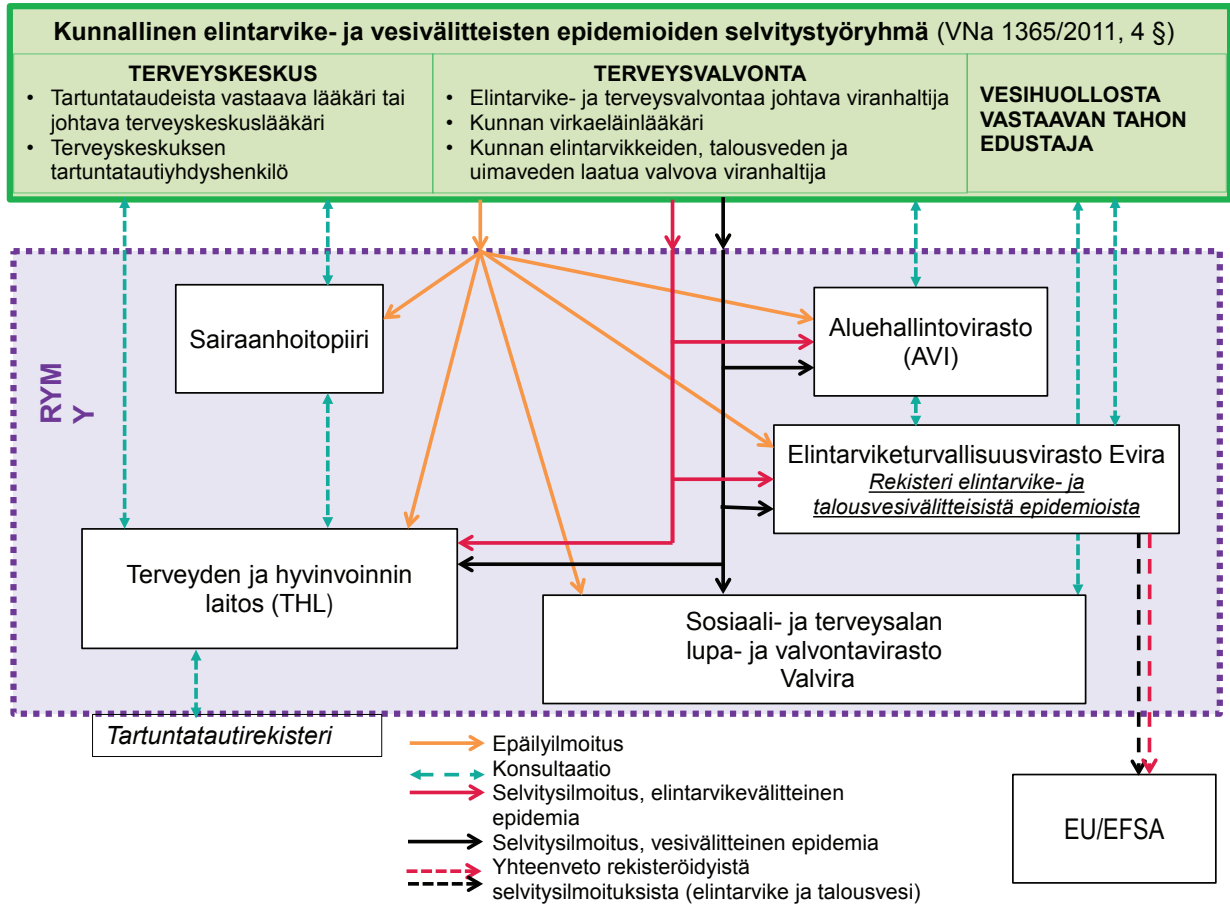 Kunnallinen elintarvike- ja vesivälitteisten epidemioiden selvitystyöryhmä (VNa 1365/2011, 4 §)
TERVEYSKESKUS
• Tartuntataudeista vastaava lääkäri tai
johtava terveyskeskuslääkäri
• Terveyskeskuksen
tartuntatautiyhdyshenkilö
TERVEYSVALVONTA
• Elintarvike- ja terveysvalvontaa johtava viranhaltija
• Kunnan virkaeläinlääkäri
• Kunnan elintarvikkeiden, talousveden ja
uimaveden laatua valvova viranhaltija
VESIHUOLLOSTA
VASTAAVAN TAHON
EDUSTAJA
RYM
Y
Sairaanhoitopiiri
Aluehallintovirasto
(AVI)
Elintarviketurvallisuusvirasto Evira
Rekisteri elintarvike- ja
talousvesivälitteisistä epidemioista
Terveyden ja hyvinvoinnin
laitos (THL)
Sosiaali- ja terveysalan
lupa- ja valvontavirasto
Valvira
Tartuntatautirekisteri
Epäilyilmoitus
Konsultaatio
Selvitysilmoitus, elintarvikevälitteinen
epidemia
Selvitysilmoitus, vesivälitteinen epidemia
Yhteenveto rekisteröidyistä
selvitysilmoituksista (elintarvike ja talousvesi)
EU/EFSA